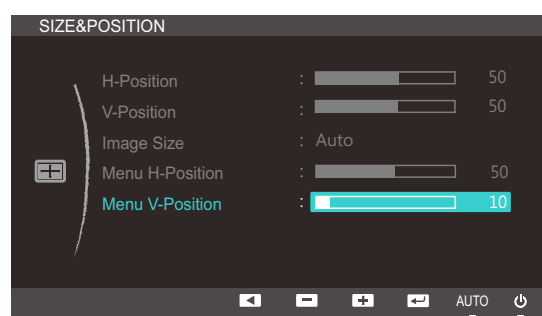 SIZE&POSITION
H-Position : 50
V-Position : 50
Image Size : Auto
Menu H-Position : 50
Menu V-Position : 10
AUTO